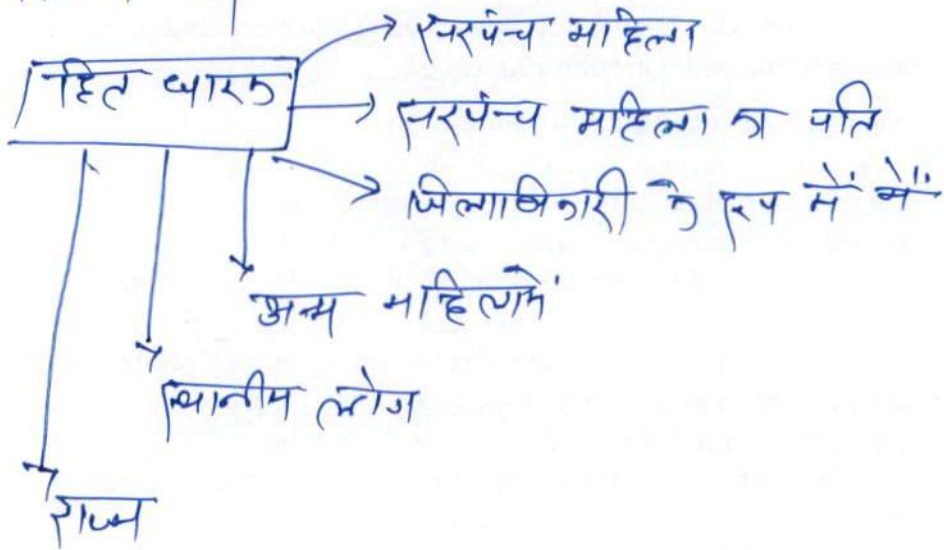 सरपंच महिला
हित धारक
सरपंच महिला का पति
जिलाधिकारी के रूप में मैं
अन्य महिलायें
स्थानीय लोग
राज्य